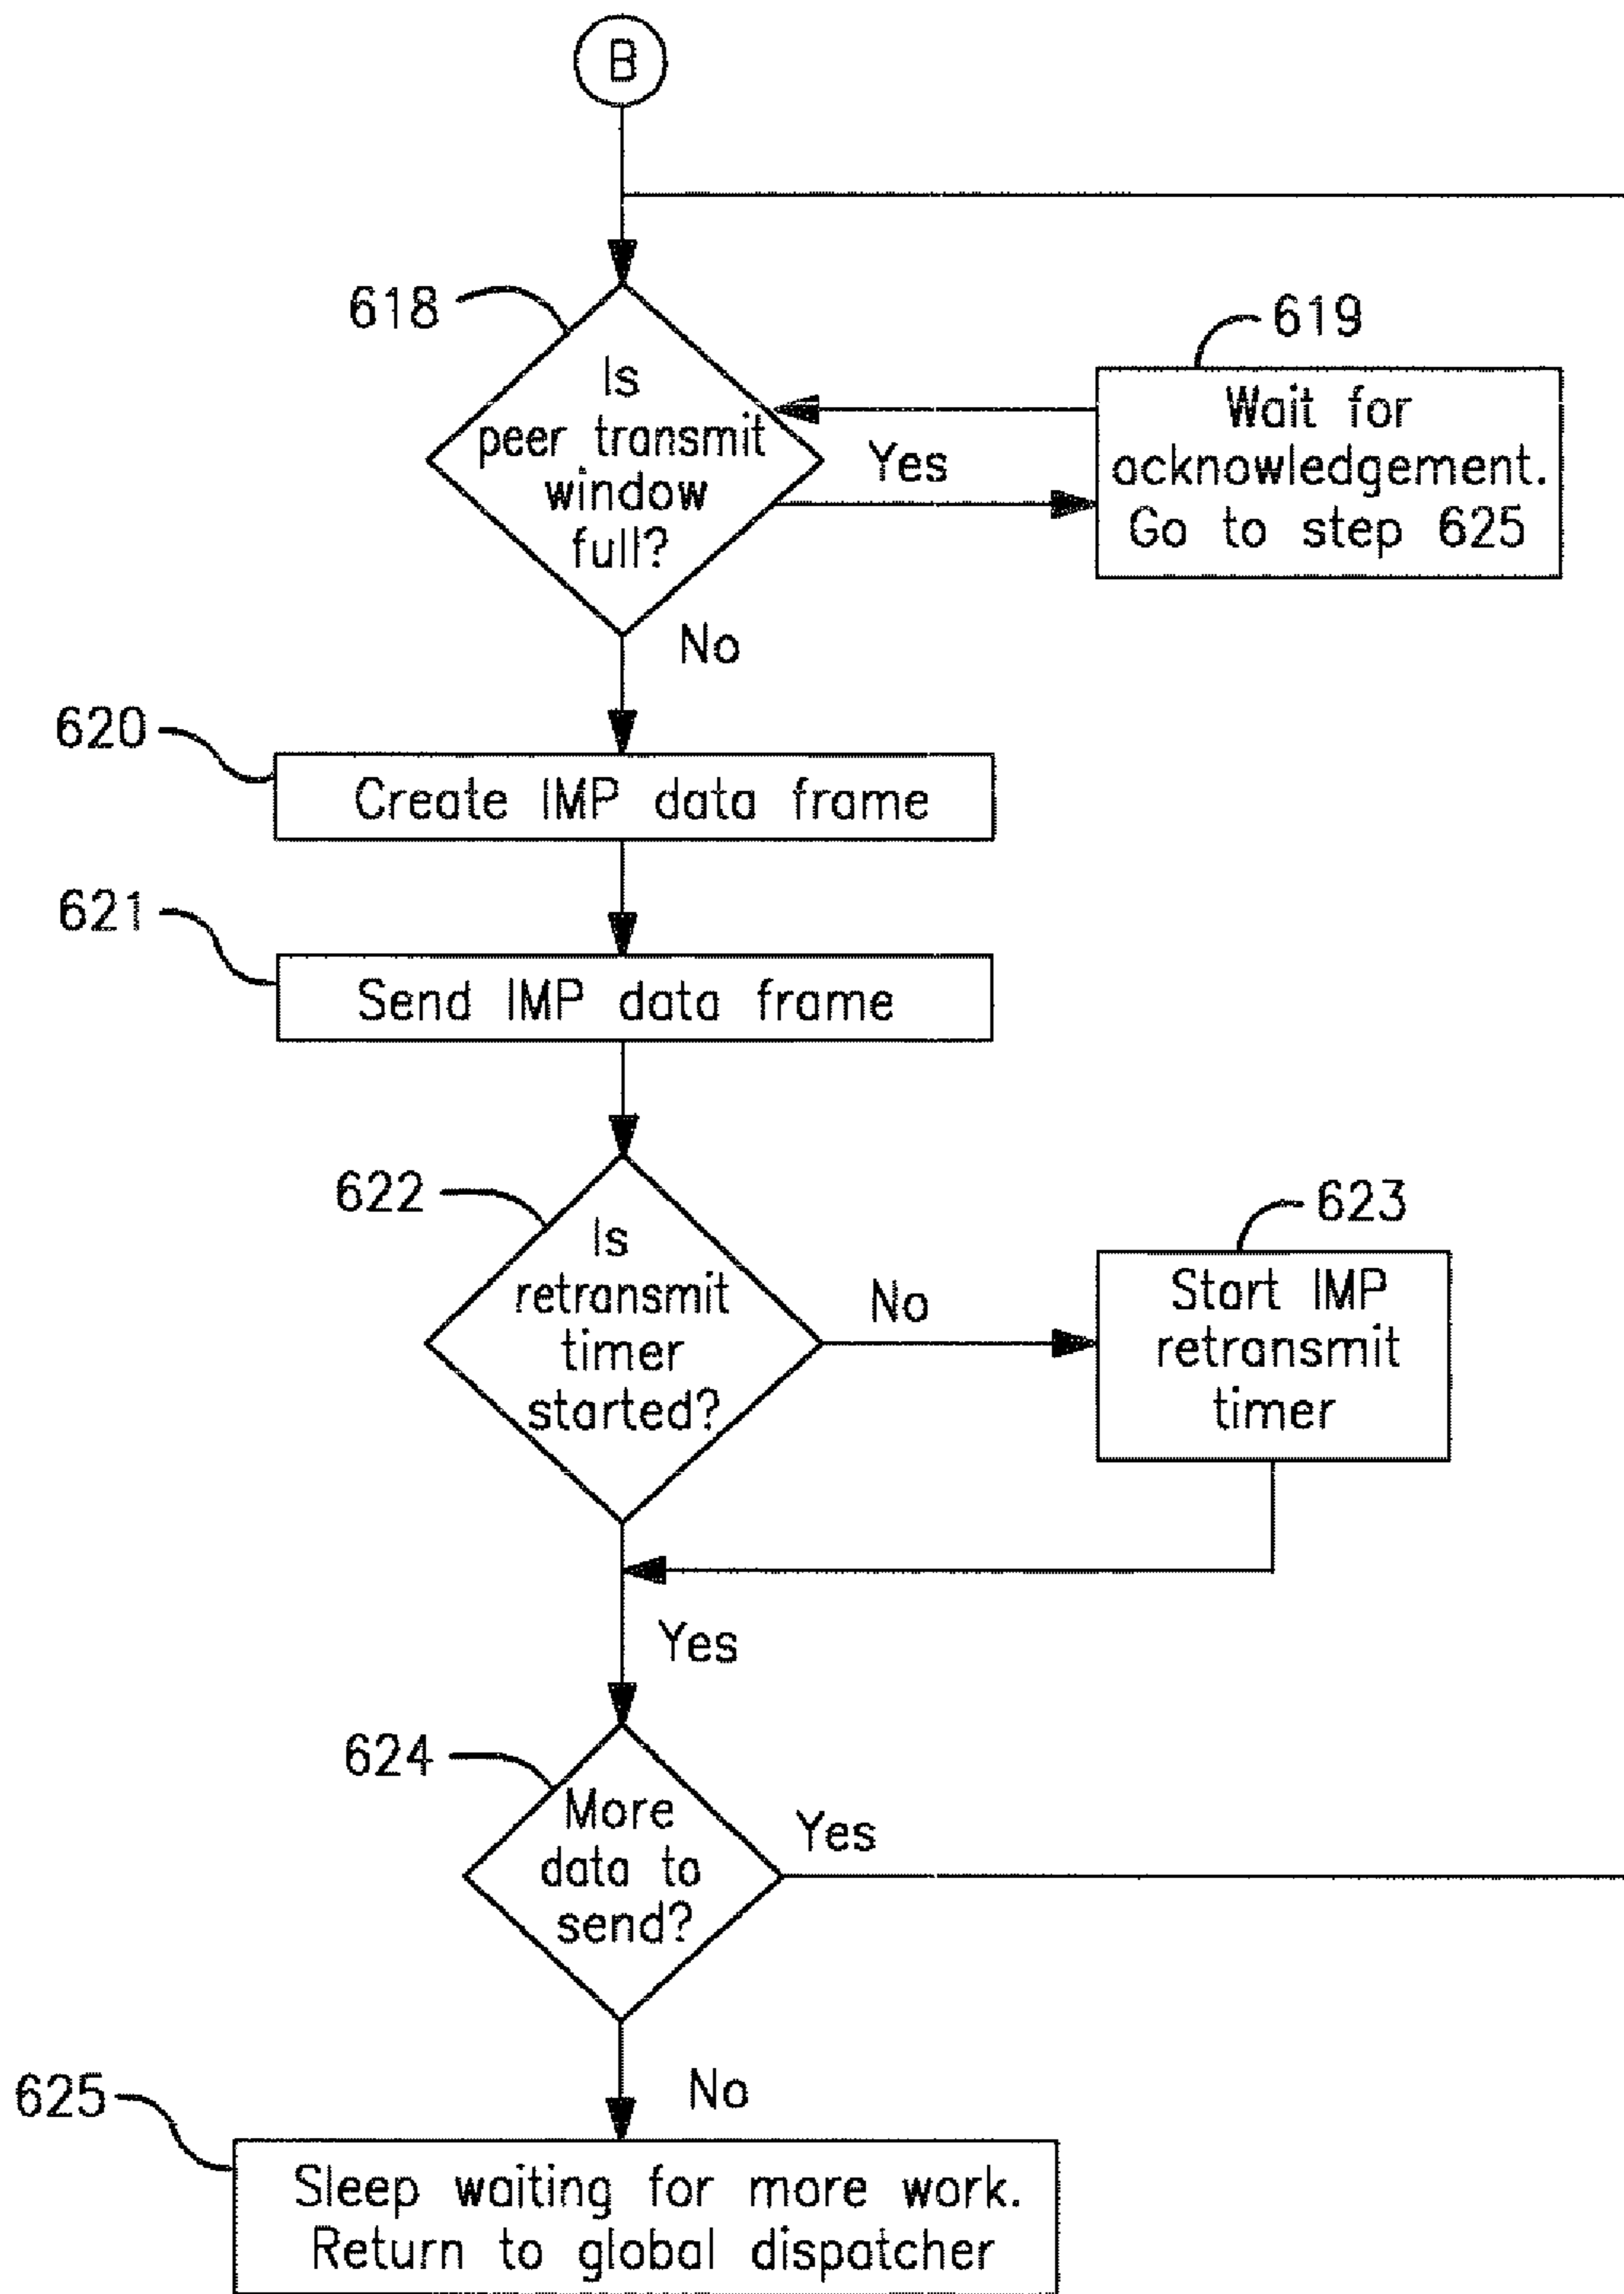 B
618
Is
peer transmit
window
full?
Yes
619
Wait for
acknowledgement.
Go to step 625
No
620
Create IMP data frame
621
Send IMP data frame
622
Is
retransmit
timer
started?
No
623
Start IMP
retransmit
timer
Yes
624
More
data to
send?
Yes
No
625
Sleep waiting for more work.
Return to global dispatcher